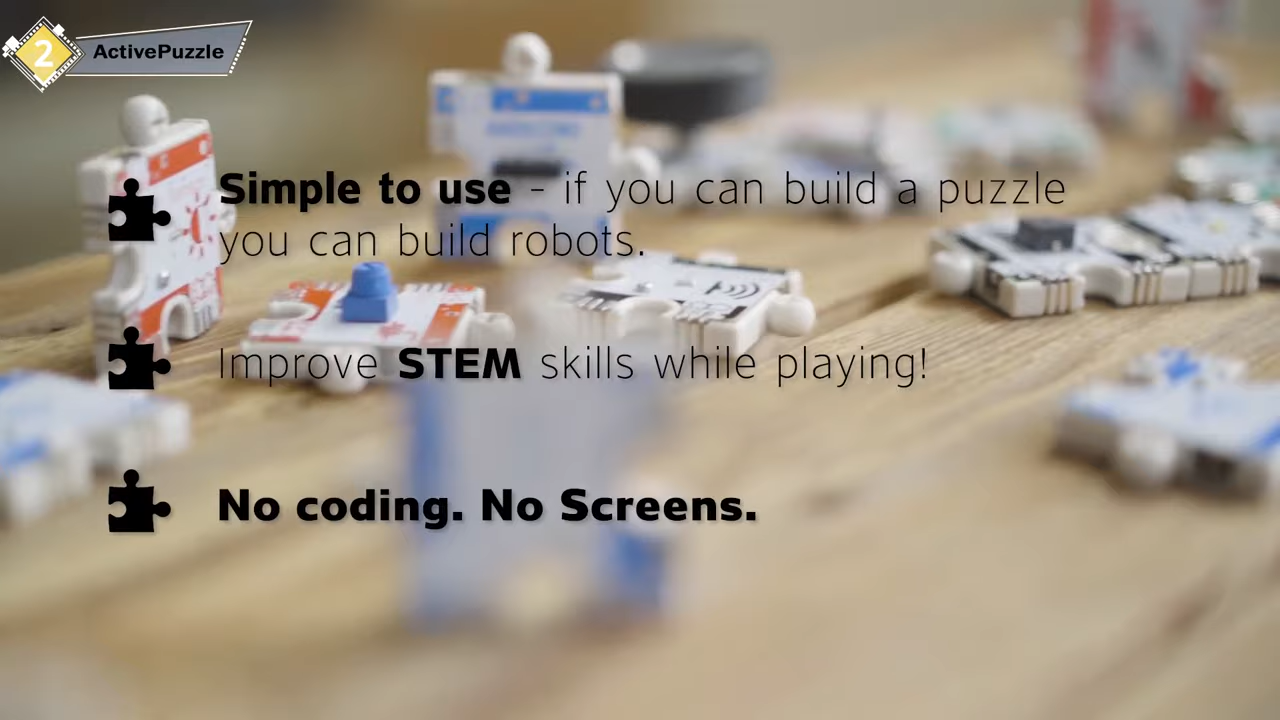 2
ActivePuzzle
Simple to use - if you can build a puzzle
you can build robots.
Improve STEM skills while playing!
No coding. No Screens.